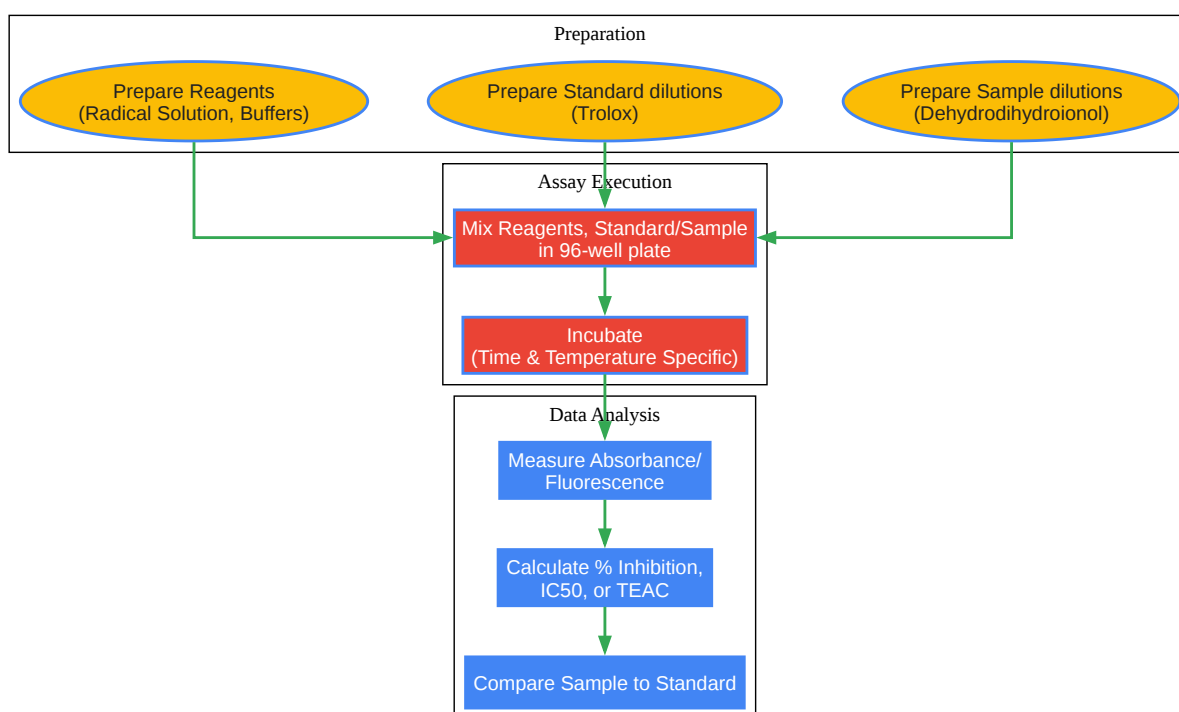 Preparation
Prepare Reagents
(Radical Solution, Buffers)
Prepare Standard dilutions
(Trolox)
Prepare Sample dilutions
(Dehydrodihydroionol)
Assay Execution
Mix Reagents, Standard/Sample
in 96-well plate
Incubate
(Time & Temperature Specific)
Data Analysis
Measure Absorbance/
Fluorescence
Calculate % Inhibition,
IC50, or TEAC
Compare Sample to Standard